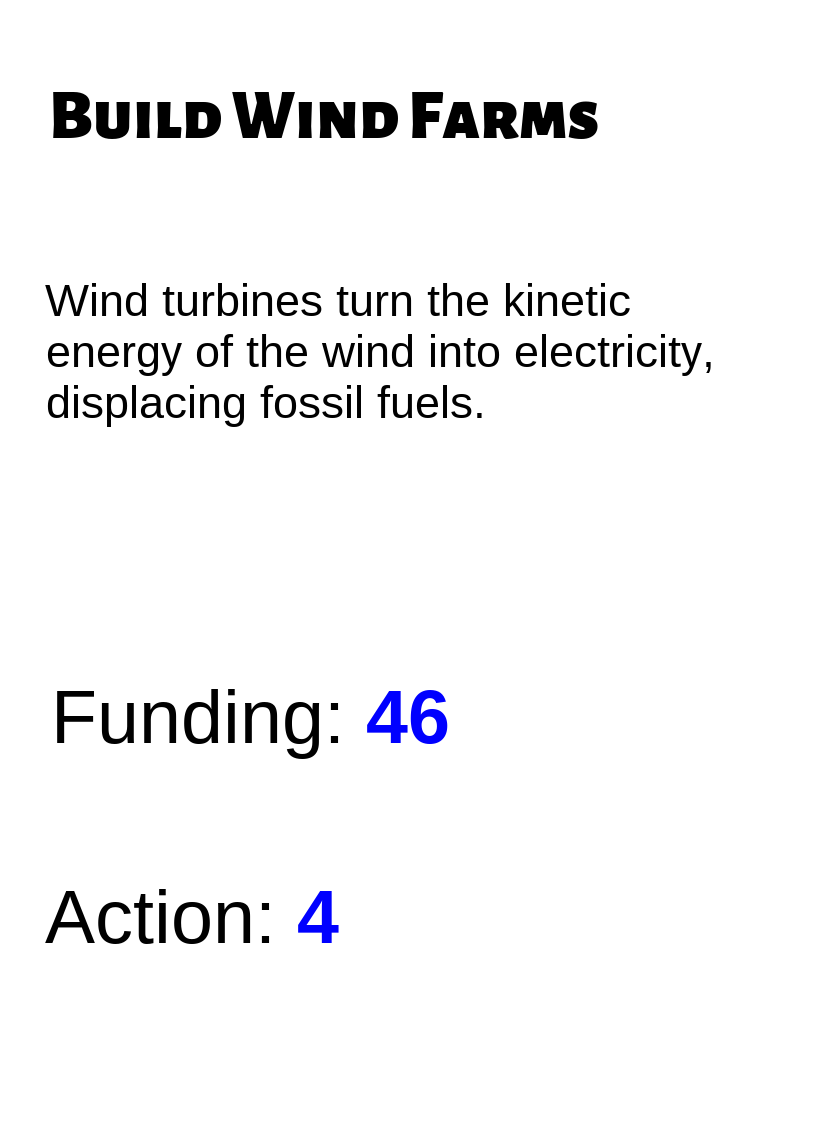 Build Wind Farms
Wind turbines turn the kinetic
energy of the wind into electricity,
displacing fossil fuels.
Funding: 46
Action: 4